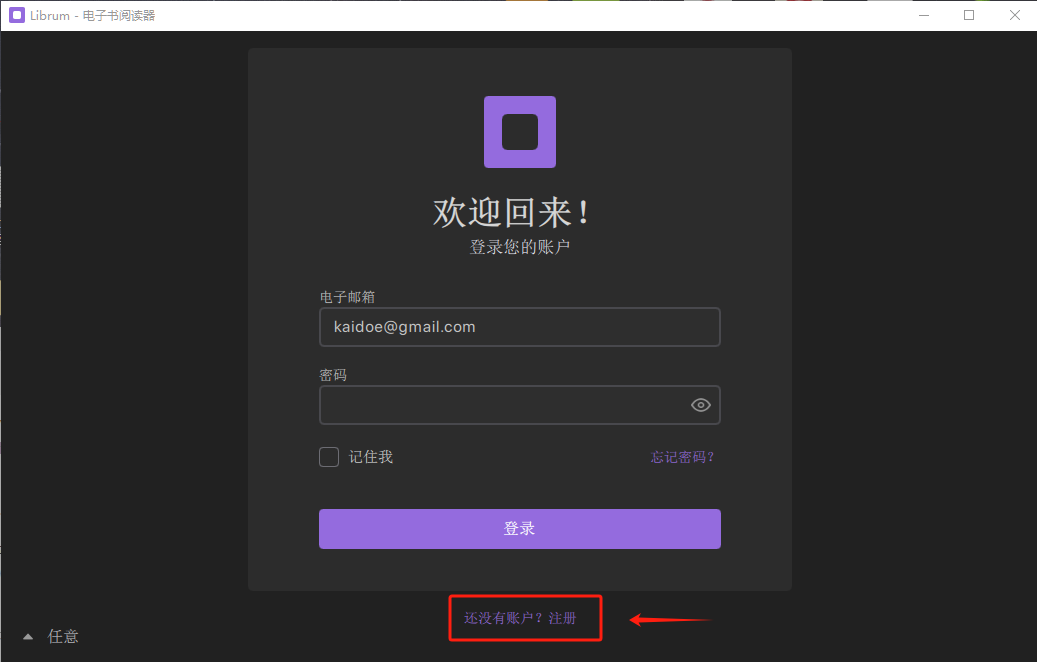 Librum - 电子书阅读器
欢迎回来！
登录您的账户
电子邮箱
kaidoe@gmail.com
密码
记住我
忘记密码？
登录
还没有账户？注册
任意